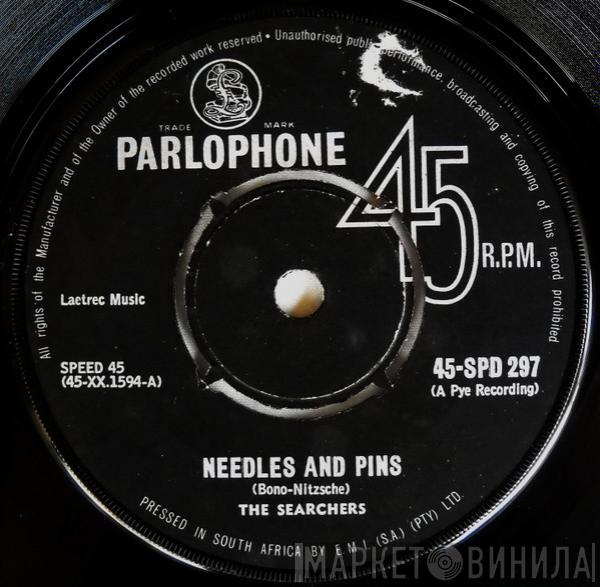 All rights of the Manufacturer and of the Owner of the recorded work reserved • Unauthorised public performance, broadcasting and copying of this record prohibited
£
TRADE MARK
PARLOPHONE
45
R.P.M.
Laetrec Music
SPEED 45
(45-XX.1594-A)
45-SPD 297
(A Pye Recording)
NEEDLES AND PINS
(Bono-Nitzsche)
THE SEARCHERS
PRESSED IN SOUTH AFRICA BY E M I (S.A.) (PTY) LTD.
МАРКЕТ ВИНИЛА